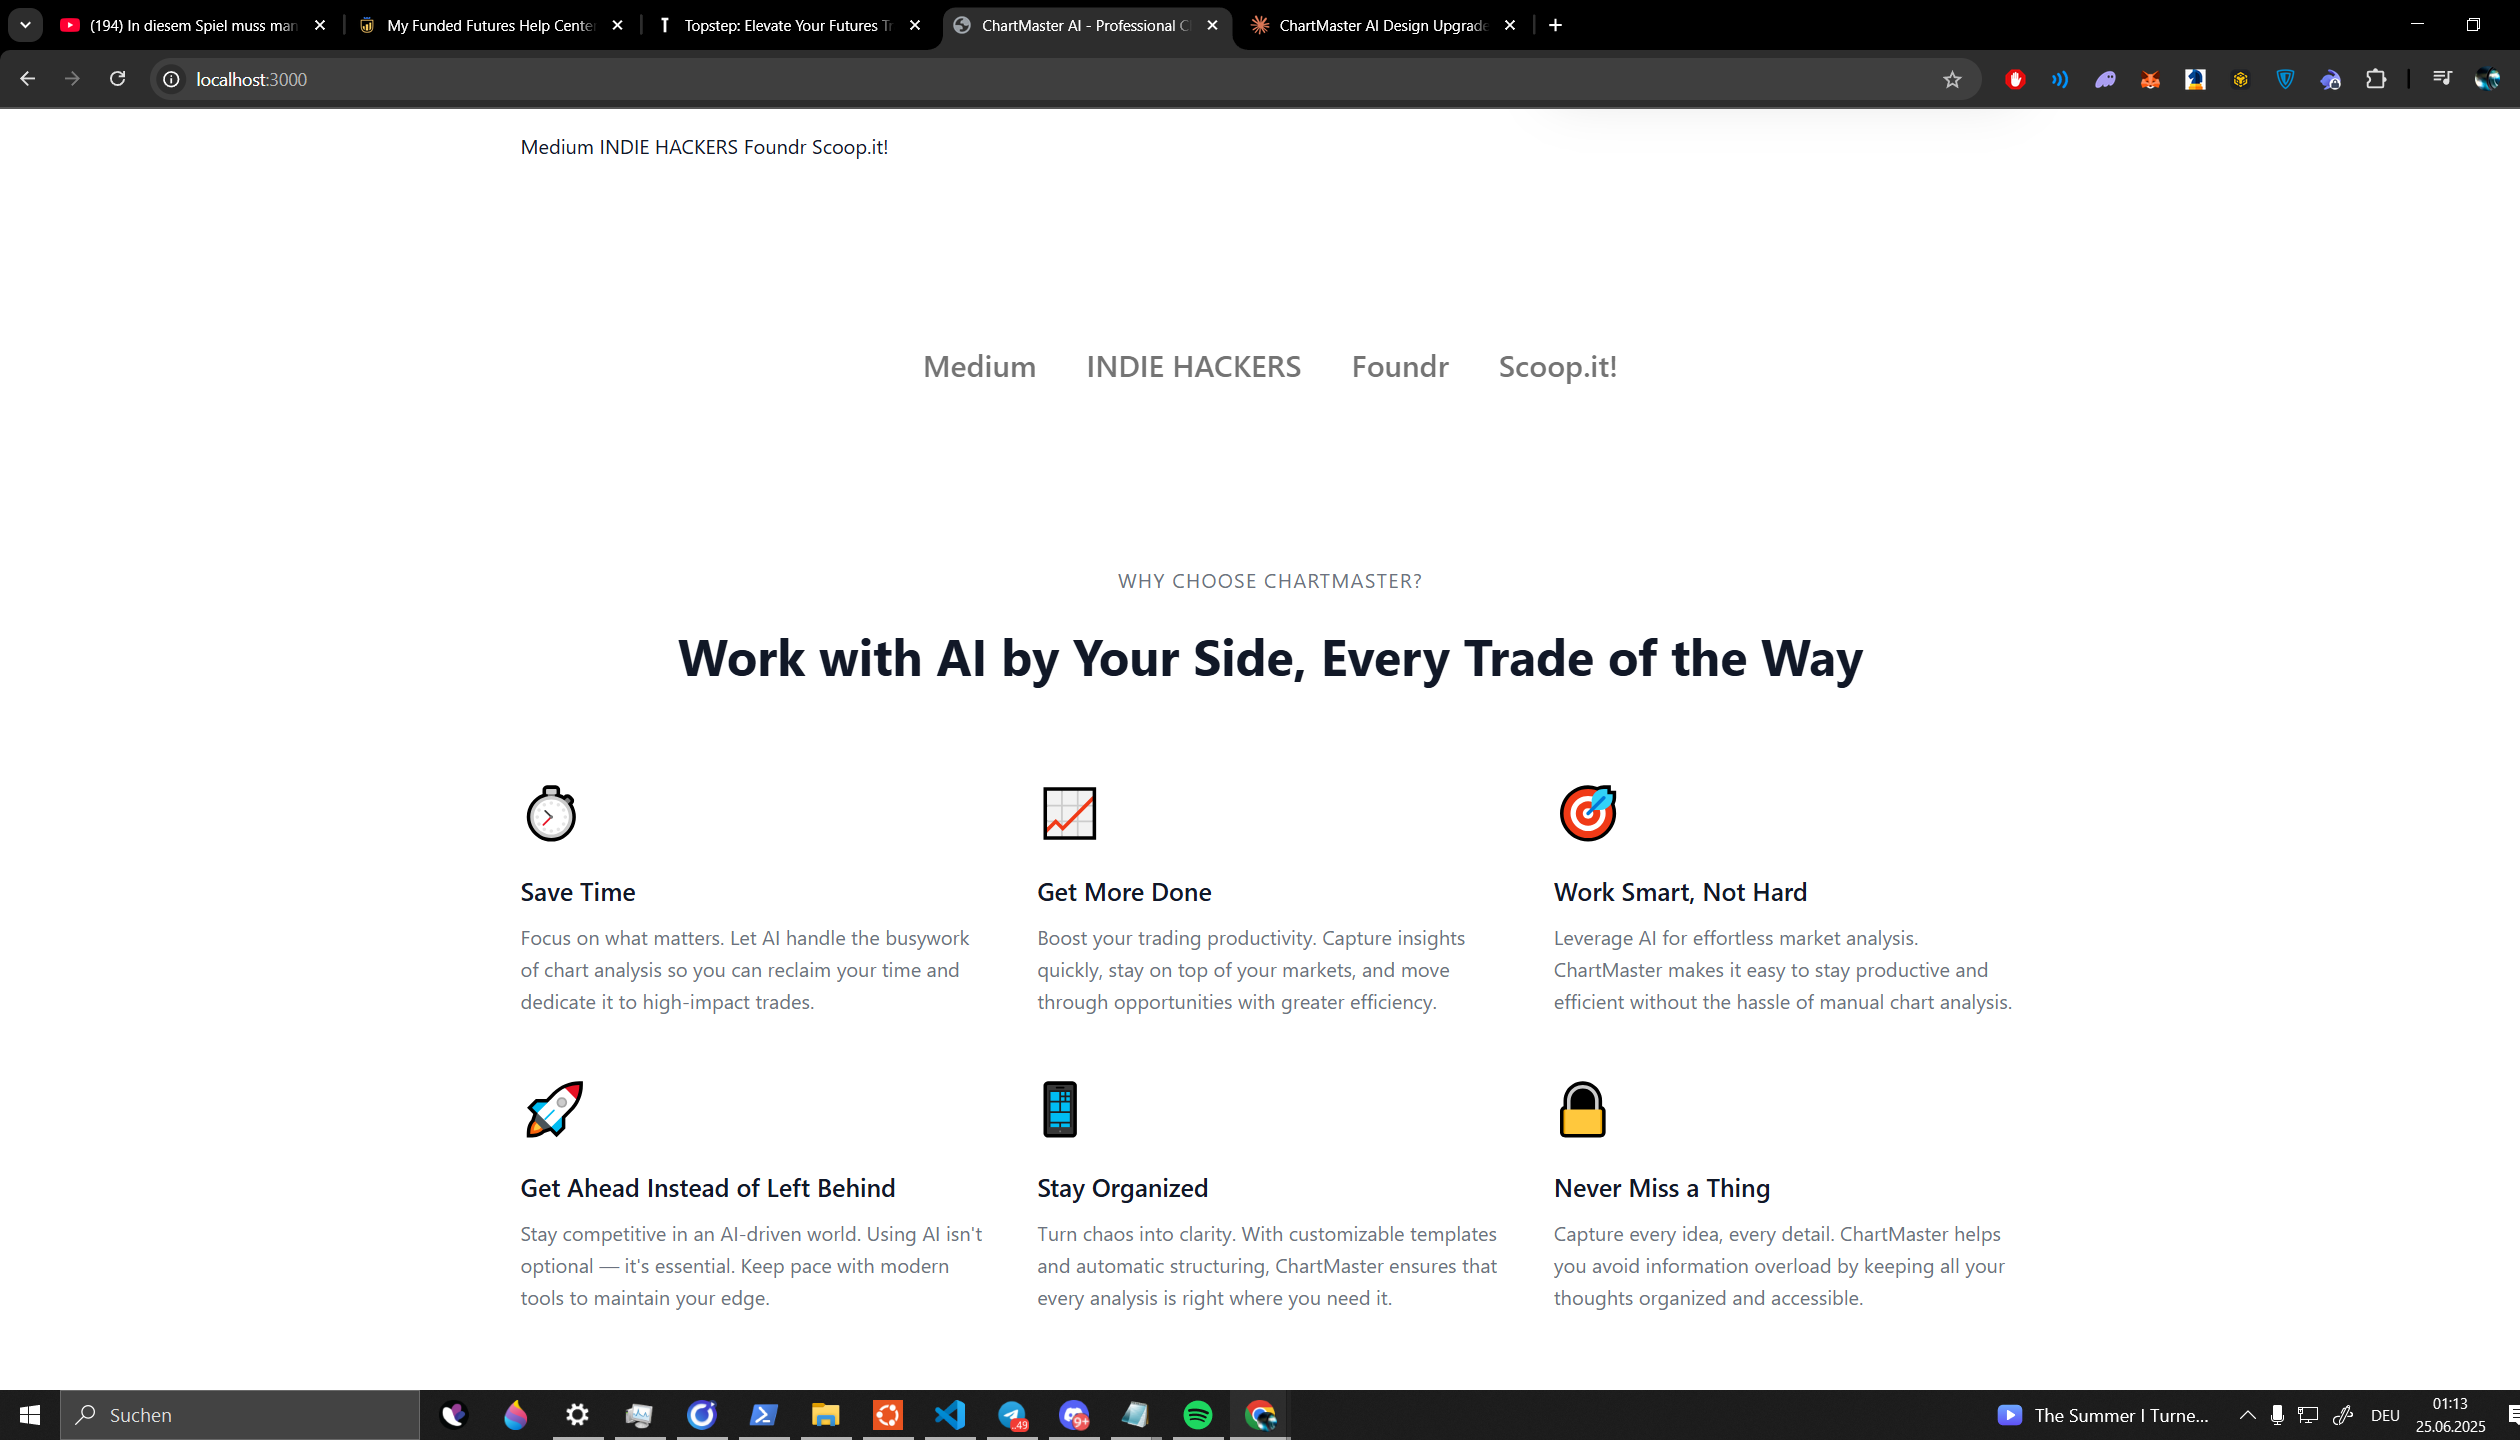 (194) In diesem Spiel muss man
My Funded Futures Help Center
Topstep: Elevate Your Futures Tr
ChartMaster AI - Professional C
ChartMaster AI Design Upgrade
localhost:3000
Medium INDIE HACKERS Foundr Scoop.it!
Medium INDIE HACKERS Foundr Scoop.it!
WHY CHOOSE CHARTMASTER?
Work with AI by Your Side, Every Trade of the Way
Save Time
Focus on what matters. Let AI handle the busywork
of chart analysis so you can reclaim your time and
dedicate it to high-impact trades.
Get More Done
Boost your trading productivity. Capture insights
quickly, stay on top of your markets, and move
through opportunities with greater efficiency.
Work Smart, Not Hard
Leverage AI for effortless market analysis.
ChartMaster makes it easy to stay productive and
efficient without the hassle of manual chart analysis.
Get Ahead Instead of Left Behind
Stay competitive in an AI-driven world. Using AI isn't
optional — it's essential. Keep pace with modern
tools to maintain your edge.
Stay Organized
Turn chaos into clarity. With customizable templates
and automatic structuring, ChartMaster ensures that
every analysis is right where you need it.
Never Miss a Thing
Capture every idea, every detail. ChartMaster helps
you avoid information overload by keeping all your
thoughts organized and accessible.
Suchen
49
9+
The Summer I Turne...
DEU
01:13
25.06.2025